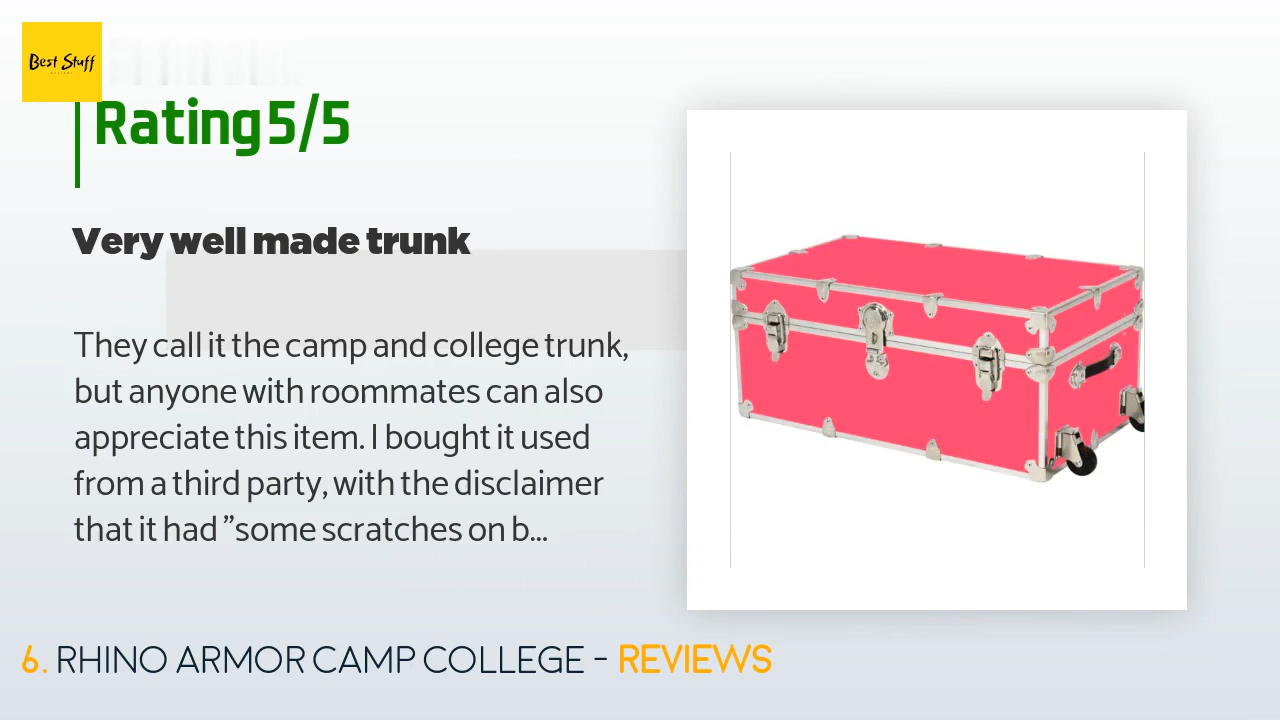 Best Stuff
Rating 5/5
Very well made trunk
They call it the camp and college trunk,
but anyone with roommates can also
appreciate this item. I bought it used
from a third party, with the disclaimer
that it had ”some scratches on b...
6. RHINO ARMOR CAMP COLLEGE - REVIEWS